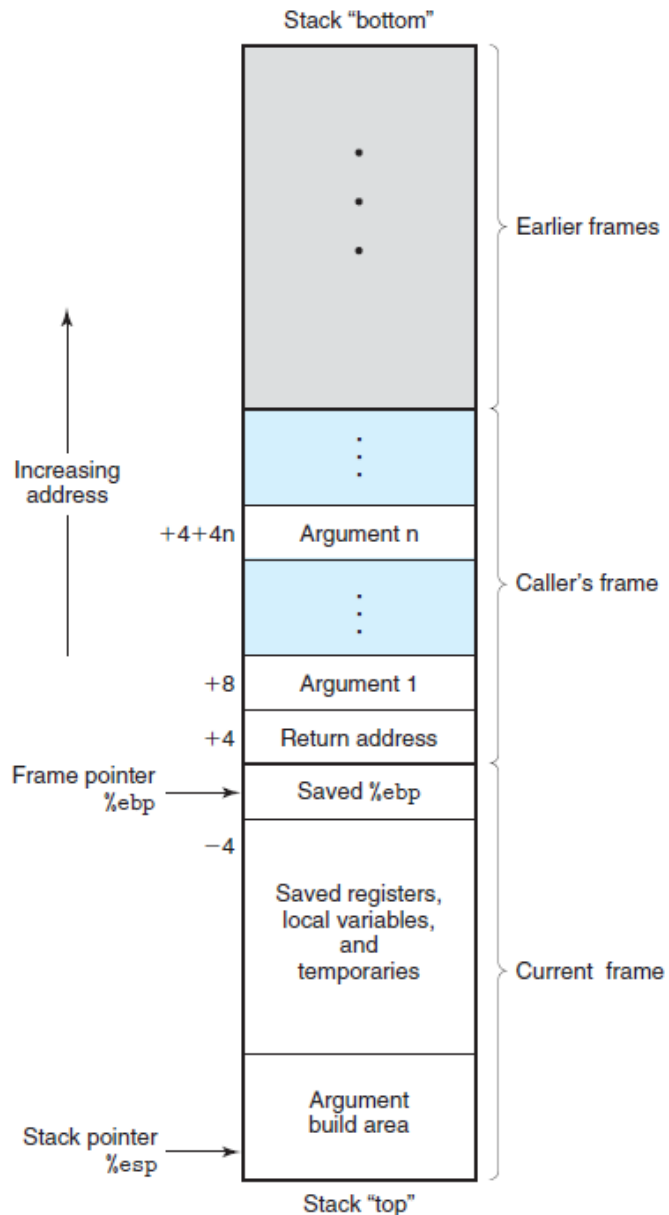 Stack “bottom”
Earlier frames
Increasing
address
+4+4n
Argument n
Caller’s frame
+8
Argument 1
+4
Return address
Frame pointer
%ebp
Saved %ebp
−4
Saved registers,
local variables,
and
temporaries
Current frame
Argument
build area
Stack pointer
%esp
Stack “top”